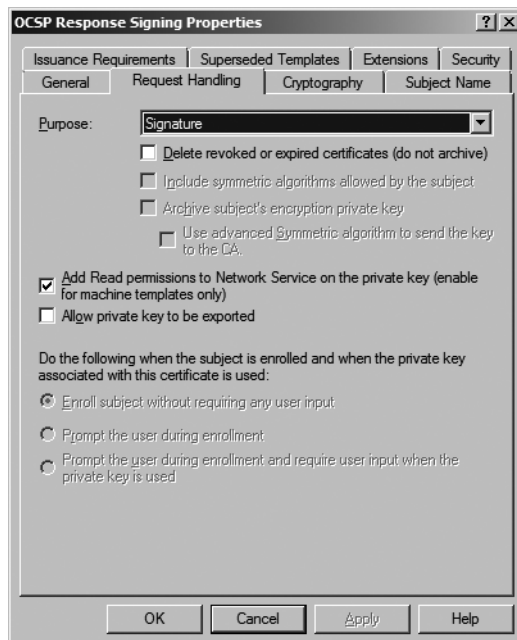 OCSP Response Signing Properties
Issuance Requirements Superseded Templates Extensions Security
General Request Handling Cryptography Subject Name
Purpose: Signature
Delete revoked or expired certificates (do not archive)
Include symmetric algorithms allowed by the subject
Archive subject's encryption private key
Use advanced Symmetric algorithm to send the key
to the CA.
Add Read permissions to Network Service on the private key (enable
for machine templates only)
Allow private key to be exported
Do the following when the subject is enrolled and when the private key
associated with this certificate is used:
Enroll subject without requiring any user input
Prompt the user during enrollment
Prompt the user during enrollment and require user input when the
private key is used
OK Cancel Apply Help